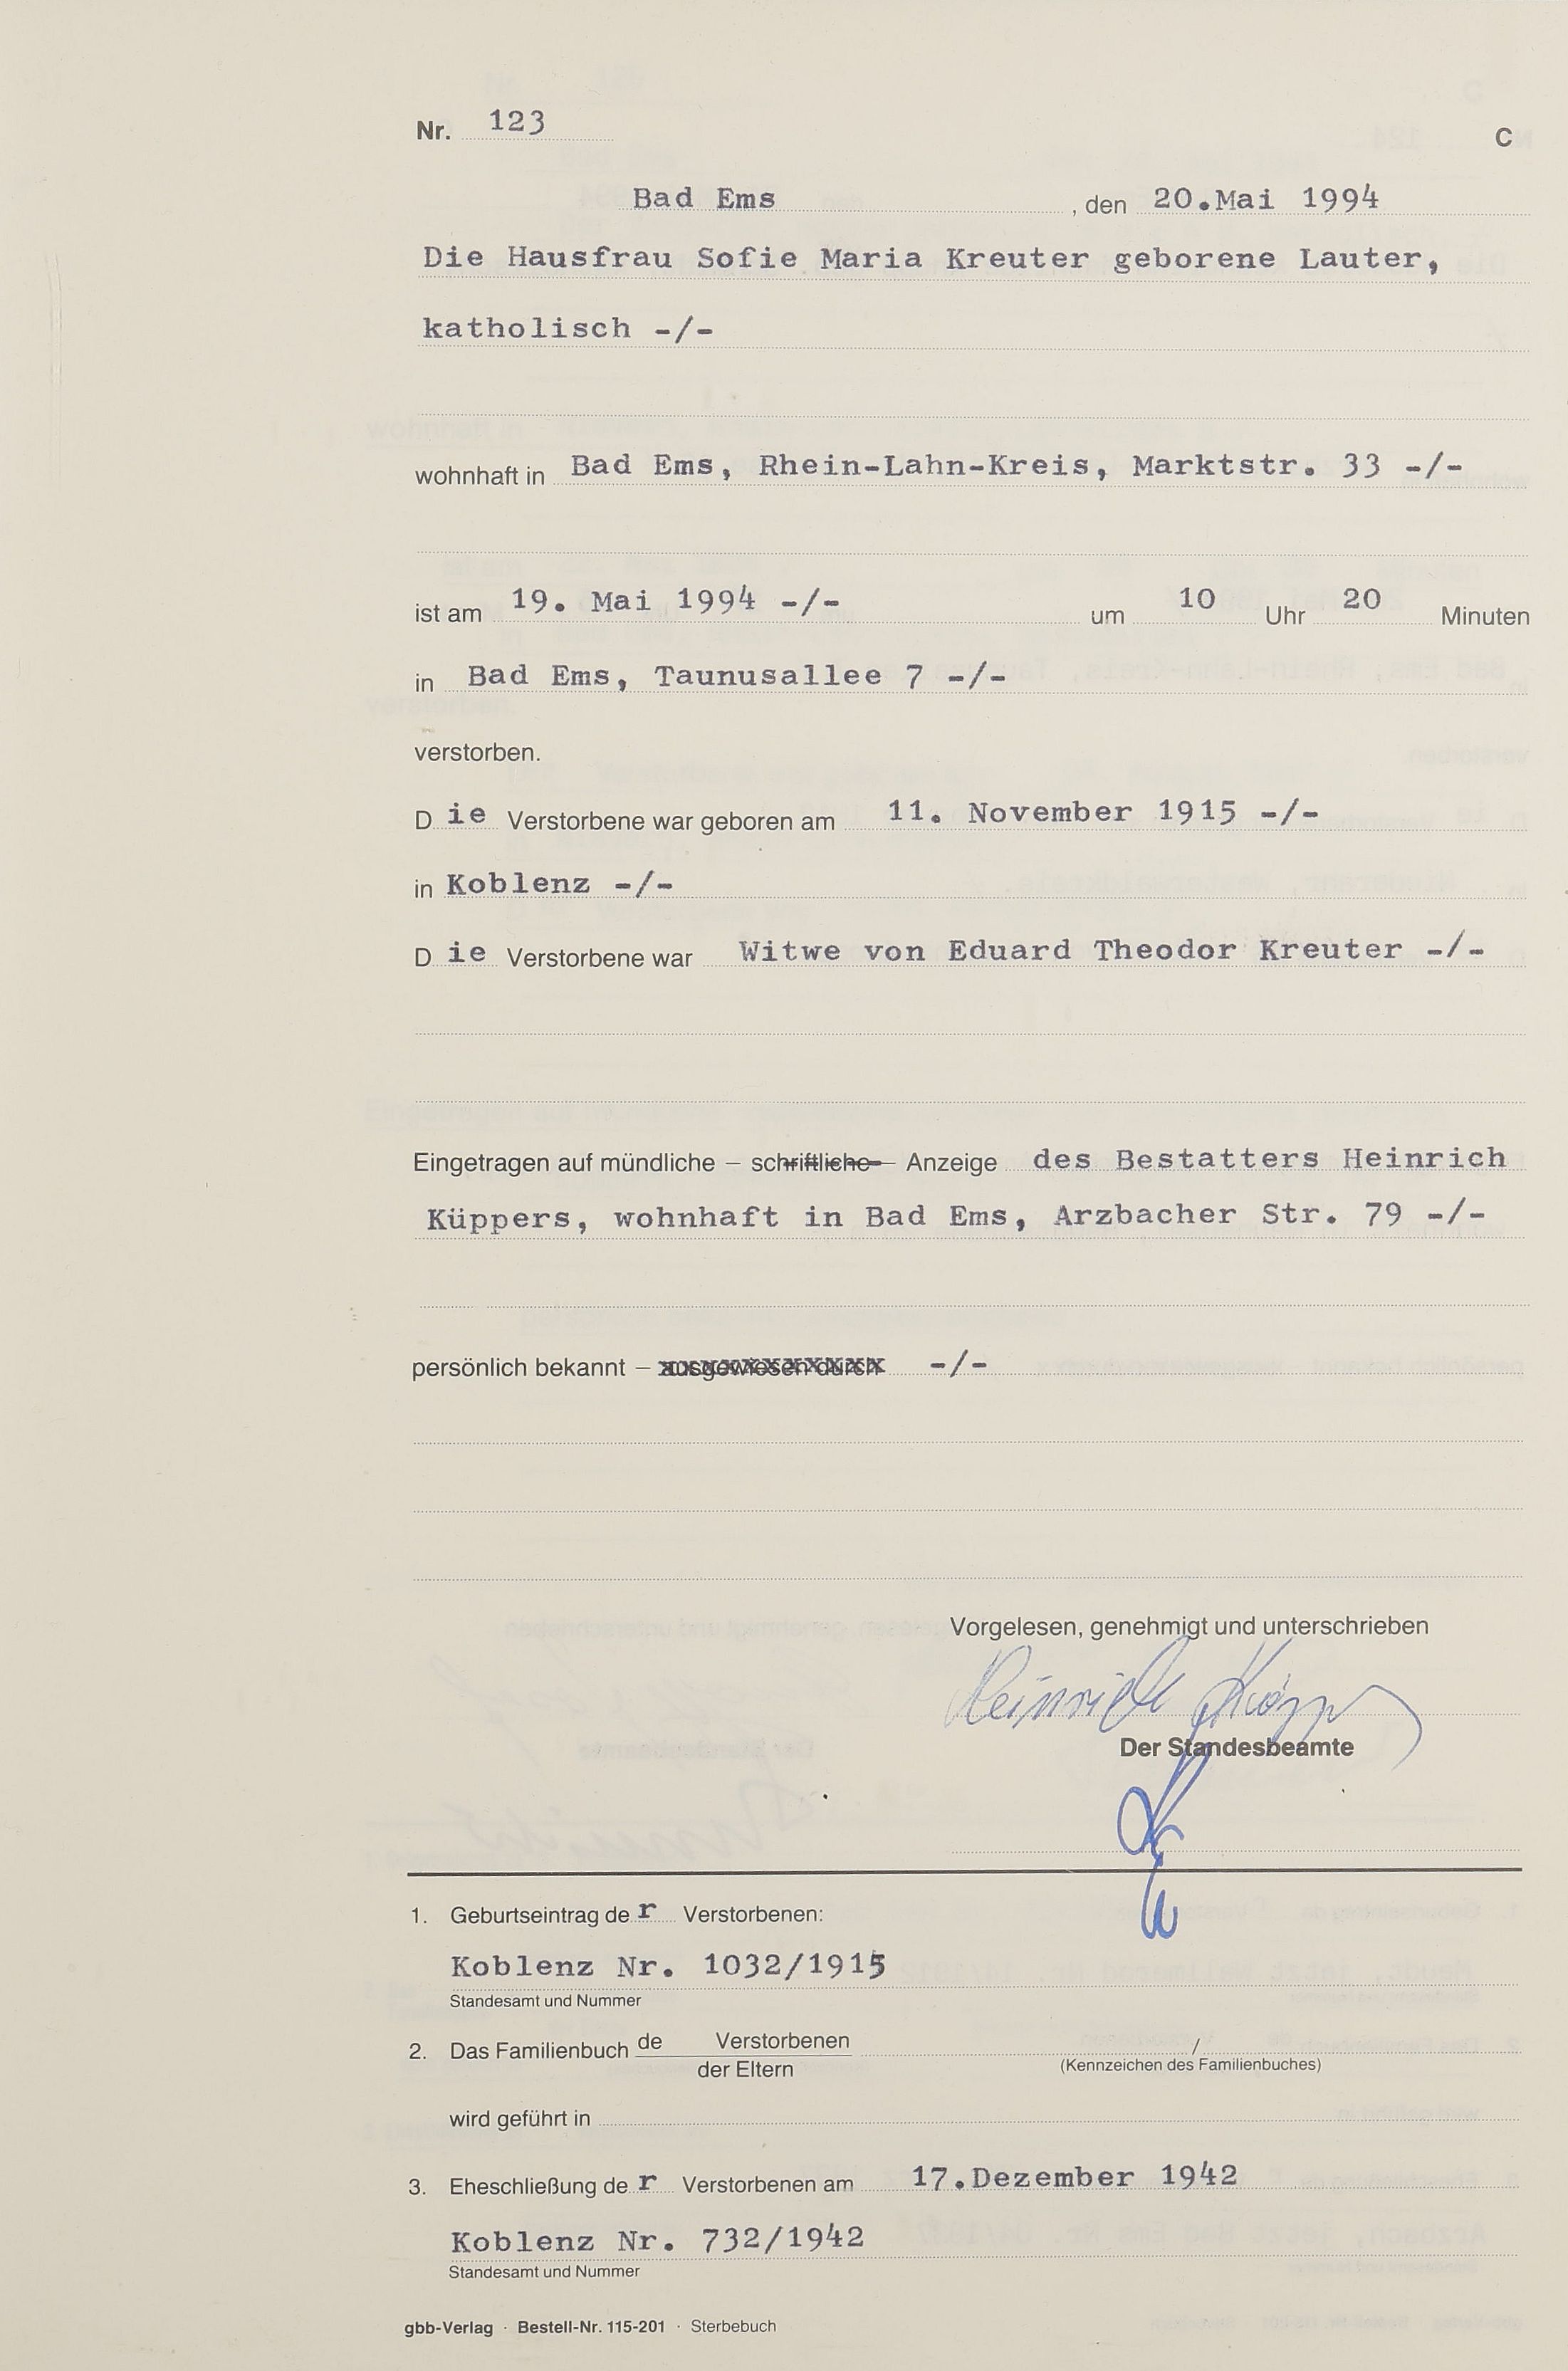 Nr. 123
C
Bad Ems , den 20.Mai 1994
Die Hausfrau Sofie Maria Kreuter geborene Lauter,
katholisch -/-
wohnhaft in Bad Ems, Rhein-Lahn-Kreis, Marktstr. 33 -/-
ist am 19. Mai 1994 -/- um 10 Uhr 20 Minuten
in Bad Ems, Taunusallee 7 -/-
verstorben.
D ie Verstorbene war geboren am 11. November 1915 -/-
in Koblenz -/-
D ie Verstorbene war Witwe von Eduard Theodor Kreuter -/-
Eingetragen auf mündliche – schriftliche – Anzeige des Bestatters Heinrich
Küppers, wohnhaft in Bad Ems, Arzbacher Str. 79 -/-
persönlich bekannt – ausgewiesen durch -/-
Vorgelesen, genehmigt und unterschrieben
Heinrich Küpp
Der Standesbeamte
1. Geburtseintrag de r Verstorbenen:
Koblenz Nr. 1032/1915
Standesamt und Nummer
2. Das Familienbuch de Verstorbenen /
der Eltern (Kennzeichen des Familienbuches)
wird geführt in
3. Eheschließung de r Verstorbenen am 17.Dezember 1942
Koblenz Nr. 732/1942
Standesamt und Nummer
gbb-Verlag · Bestell-Nr. 115-201 · Sterbebuch